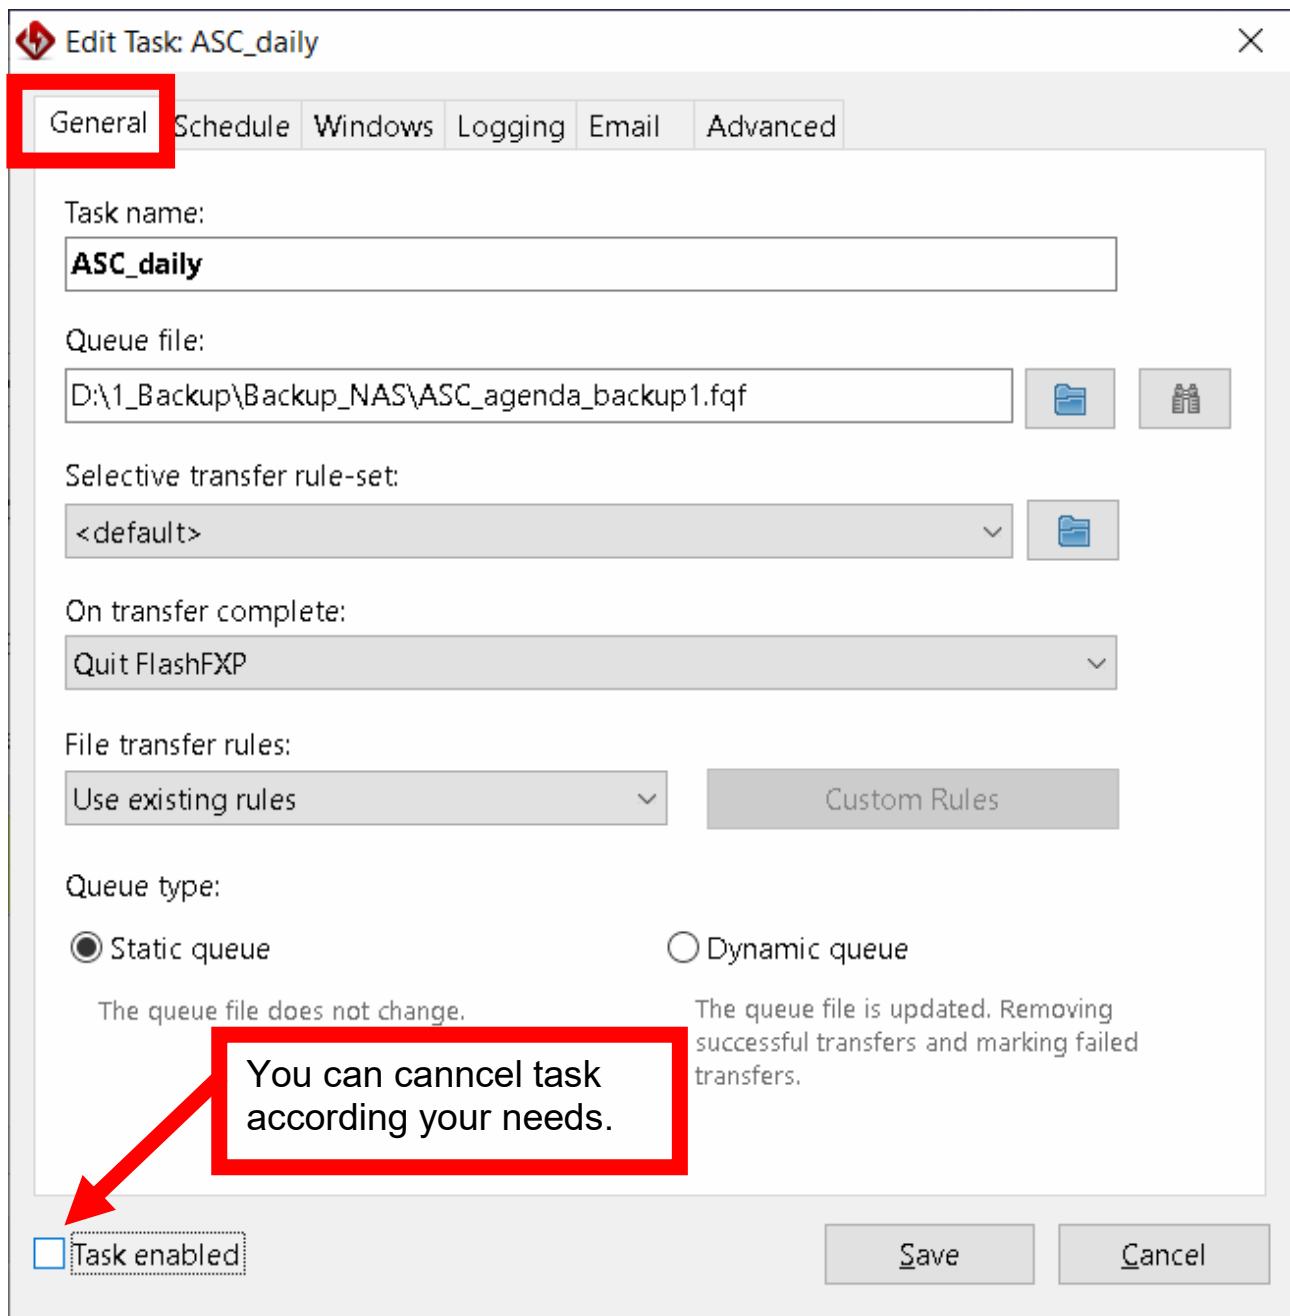 Edit Task: ASC_daily
General Schedule Windows Logging Email Advanced
Task name:
ASC_daily
Queue file:
D:\1_Backup\Backup_NAS\ASC_agenda_backup1.fqf
Selective transfer rule-set:
<default>
On transfer complete:
Quit FlashFXP
File transfer rules:
Use existing rules Custom Rules
Queue type:
Static queue Dynamic queue
The queue file does not change.
The queue file is updated. Removing
successful transfers and marking failed
transfers.
You can canncel task
according your needs.
Task enabled Save Cancel